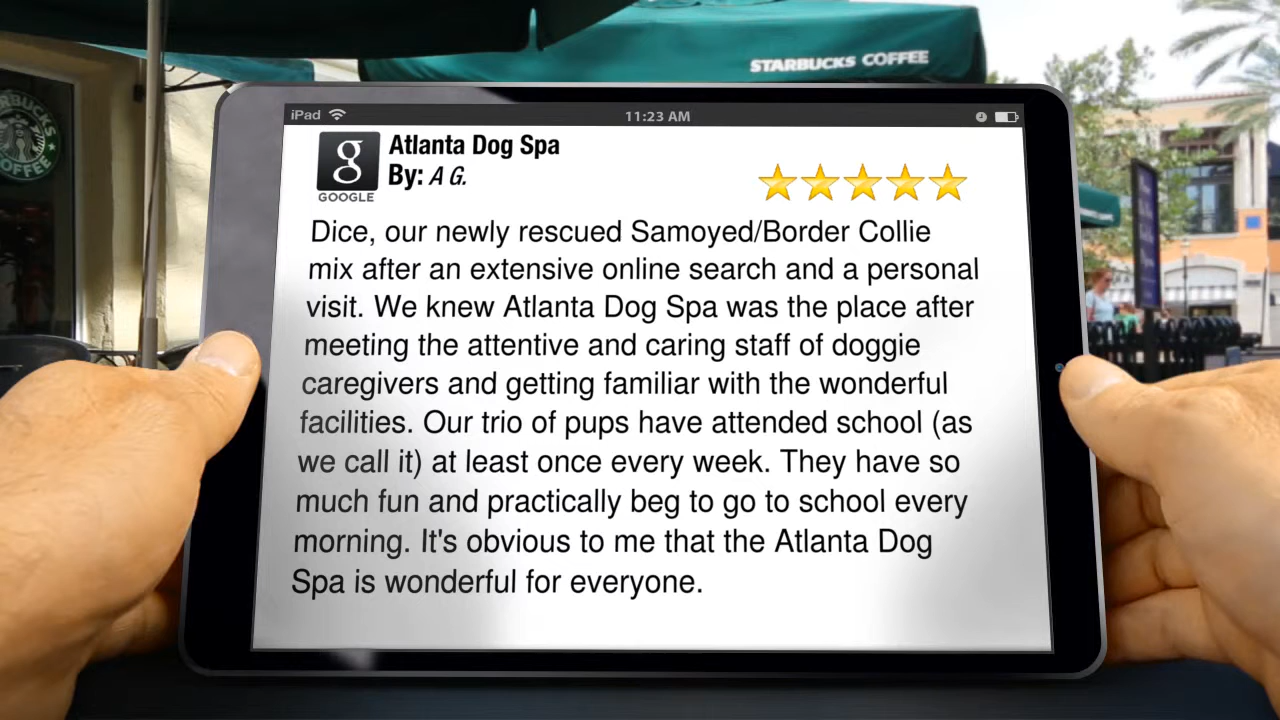 STARBUCKS COFFEE
RBUCKS
OFFEE
iPad
11:23 AM
g
GOOGLE
Atlanta Dog Spa
By: A G.
Dice, our newly rescued Samoyed/Border Collie
mix after an extensive online search and a personal
visit. We knew Atlanta Dog Spa was the place after
meeting the attentive and caring staff of doggie
caregivers and getting familiar with the wonderful
facilities. Our trio of pups have attended school (as
we call it) at least once every week. They have so
much fun and practically beg to go to school every
morning. It's obvious to me that the Atlanta Dog
Spa is wonderful for everyone.